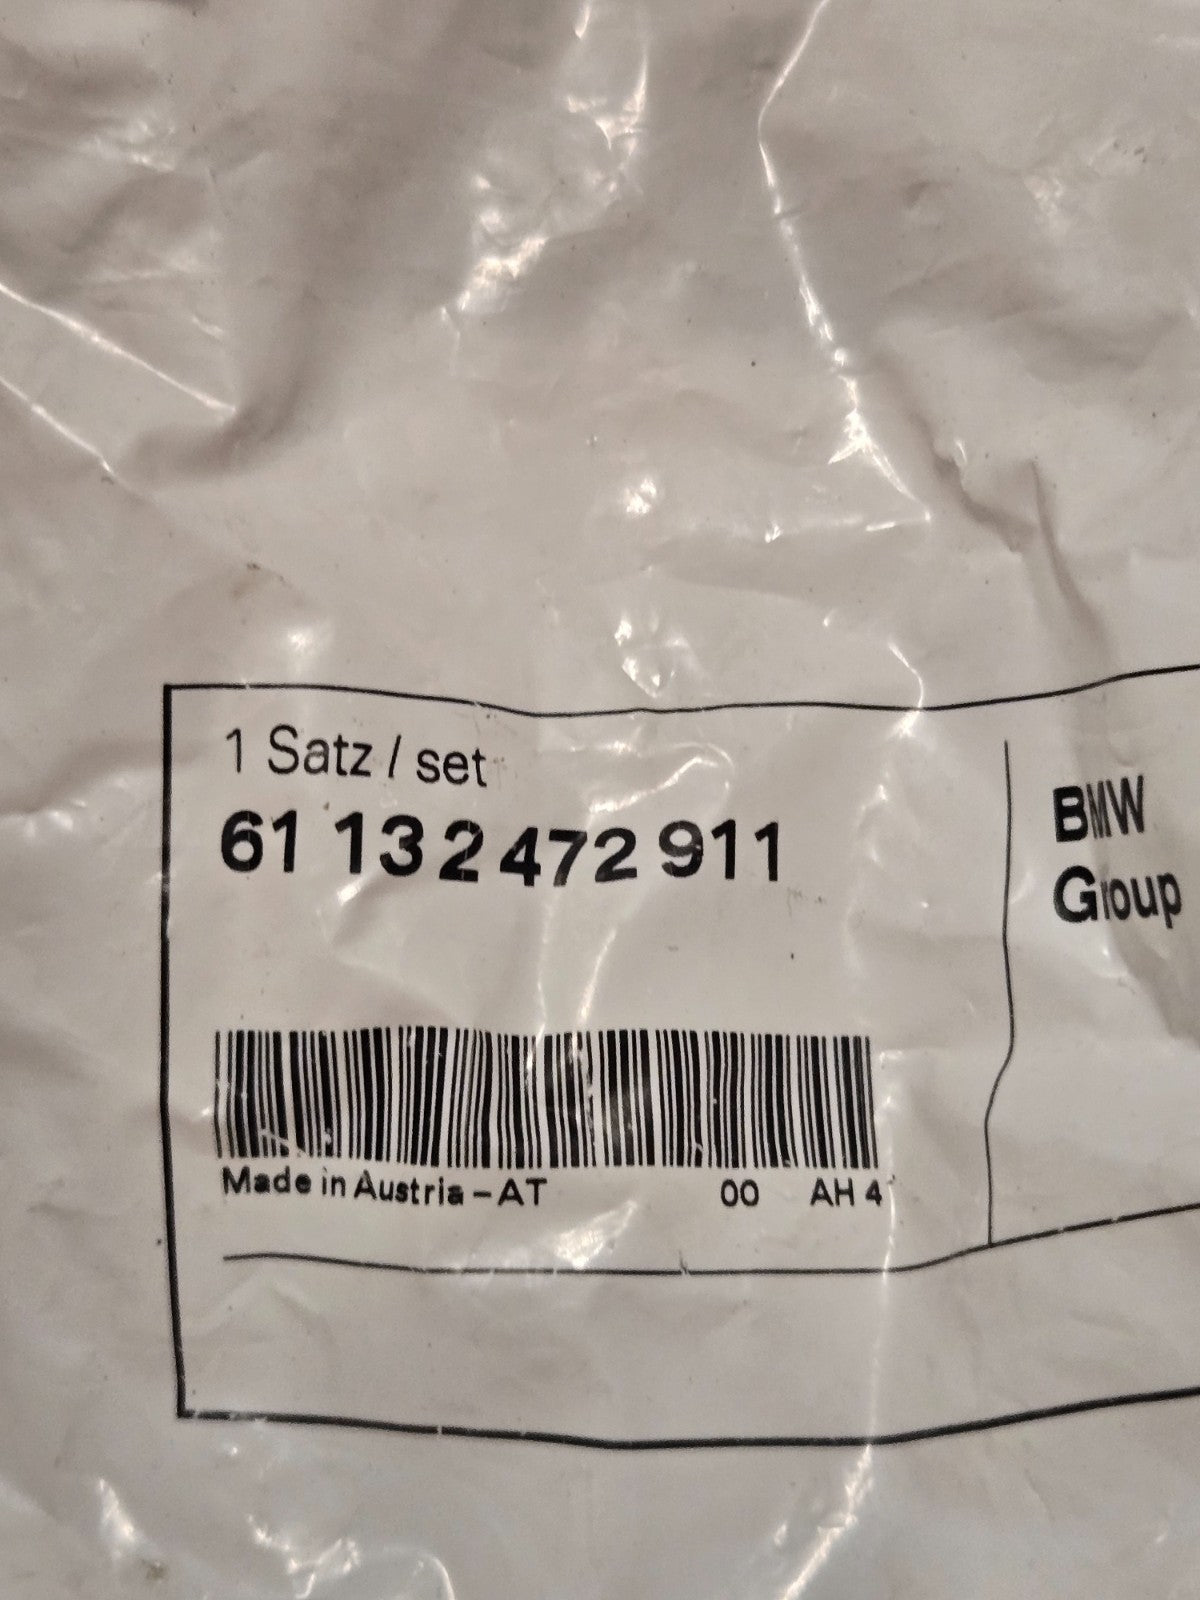 1 Satz / set
61 13 2 472 911
BMW
Group
Made in Austria – AT 00 AH 4